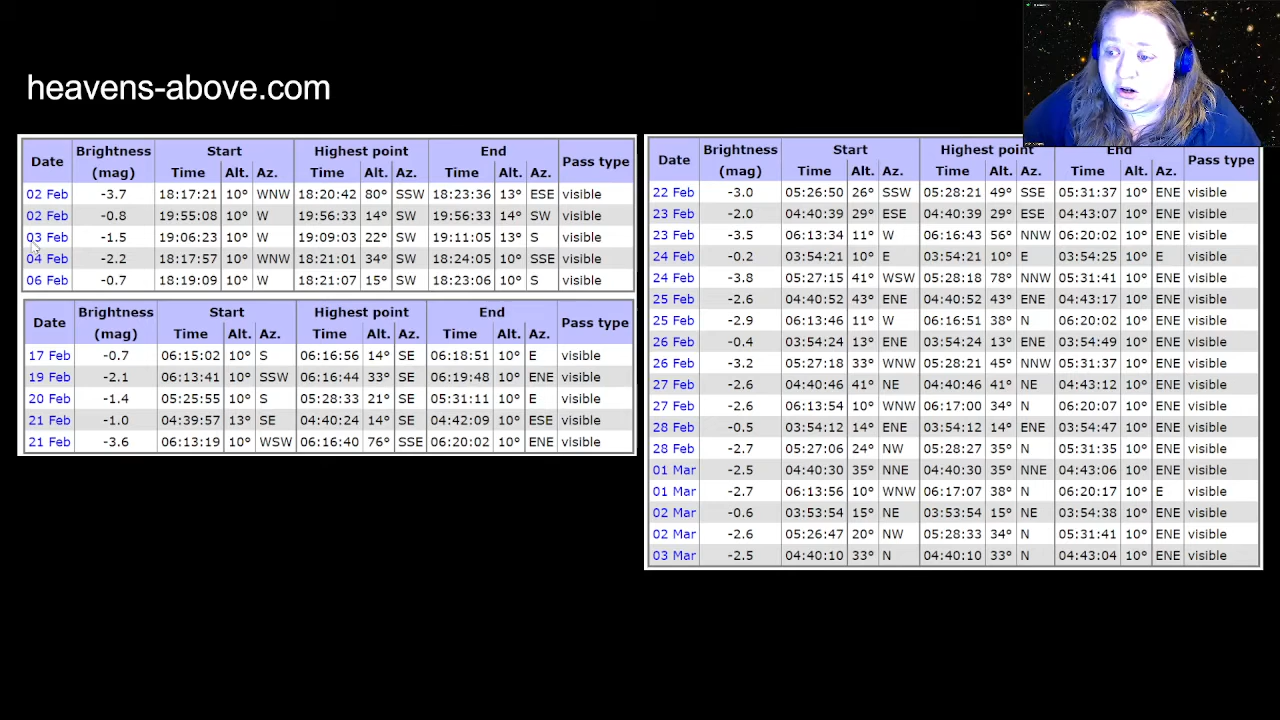 heavens-above.com
Date Brightness (mag) Start Highest point End Pass type
Time Alt. Az. Time Alt. Az. Time Alt. Az.
02 Feb -3.7 18:17:21 10° WNW 18:20:42 80° SSW 18:23:36 13° ESE visible
02 Feb -0.8 19:55:08 10° W 19:56:33 14° SW 19:56:33 14° SW visible
03 Feb -1.5 19:06:23 10° W 19:09:03 22° SW 19:11:05 13° S visible
04 Feb -2.2 18:17:57 10° WNW 18:21:01 34° SW 18:24:05 10° SSE visible
06 Feb -0.7 18:19:09 10° W 18:21:07 15° SW 18:23:06 10° S visible
Date Brightness (mag) Start Highest point End Pass type
Time Alt. Az. Time Alt. Az. Time Alt. Az.
17 Feb -0.7 06:15:02 10° S 06:16:56 14° SE 06:18:51 10° E visible
19 Feb -2.1 06:13:41 10° SSW 06:16:44 33° SE 06:19:48 10° ENE visible
20 Feb -1.4 05:25:55 10° S 05:28:33 21° SE 05:31:11 10° E visible
21 Feb -1.0 04:39:57 13° SE 04:40:24 14° SE 04:42:09 10° ESE visible
21 Feb -3.6 06:13:19 10° WSW 06:16:40 76° SSE 06:20:02 10° ENE visible
Date Brightness (mag) Start Highest point End Pass type
Time Alt. Az. Time Alt. Az. Time Alt. Az.
22 Feb -3.0 05:26:50 26° SSW 05:28:21 49° SSE 05:31:37 10° ENE visible
23 Feb -2.0 04:40:39 29° ESE 04:40:39 29° ESE 04:43:07 10° ENE visible
23 Feb -3.5 06:13:34 11° W 06:16:43 56° NNW 06:20:02 10° ENE visible
24 Feb -0.2 03:54:21 10° E 03:54:21 10° E 03:54:25 10° E visible
24 Feb -3.8 05:27:15 41° WSW 05:28:18 78° NNW 05:31:41 10° ENE visible
25 Feb -2.6 04:40:52 43° ENE 04:40:52 43° ENE 04:43:17 10° ENE visible
25 Feb -2.9 06:13:46 11° W 06:16:51 38° N 06:20:02 10° ENE visible
26 Feb -0.4 03:54:24 13° ENE 03:54:24 13° ENE 03:54:49 10° ENE visible
26 Feb -3.2 05:27:18 33° WNW 05:28:21 45° NNW 05:31:37 10° ENE visible
27 Feb -2.6 04:40:46 41° NE 04:40:46 41° NE 04:43:12 10° ENE visible
27 Feb -2.6 06:13:54 10° WNW 06:17:00 34° N 06:20:07 10° ENE visible
28 Feb -0.5 03:54:12 14° ENE 03:54:12 14° ENE 03:54:47 10° ENE visible
28 Feb -2.7 05:27:06 24° NW 05:28:27 35° N 05:31:35 10° ENE visible
01 Mar -2.5 04:40:30 35° NNE 04:40:30 35° NNE 04:43:06 10° ENE visible
01 Mar -2.7 06:13:56 10° WNW 06:17:07 38° N 06:20:17 10° E visible
02 Mar -0.6 03:53:54 15° NE 03:53:54 15° NE 03:54:38 10° ENE visible
02 Mar -2.6 05:26:47 20° NW 05:28:33 34° N 05:31:41 10° ENE visible
03 Mar -2.5 04:40:10 33° N 04:40:10 33° N 04:43:04 10° ENE visible